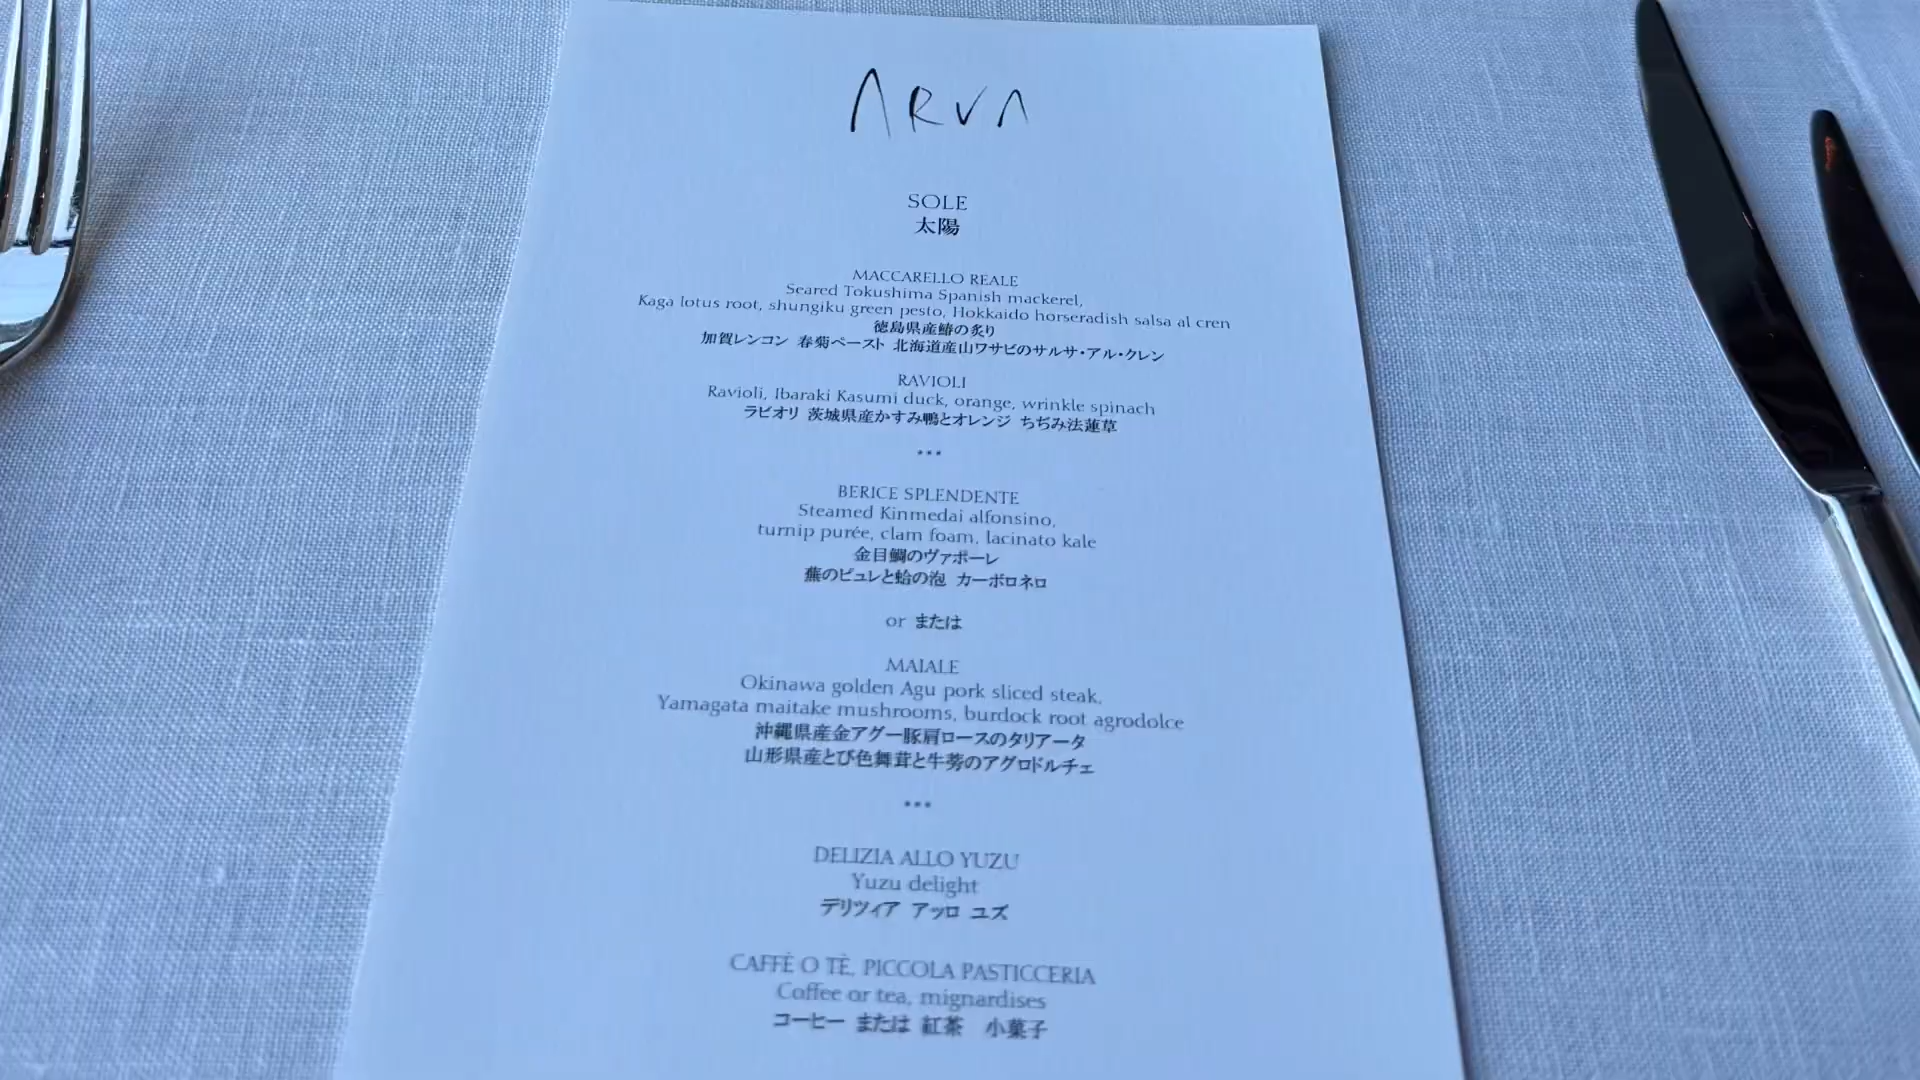 ARVA
SOLE
太陽
MACCARELLO REALE
Seared Tokushima Spanish mackerel,
Kaga lotus root, shungiku green pesto, Hokkaido horseradish salsa al cren
徳島県産鰆の炙り
加賀レンコン 春菊ペースト 北海道産山ワサビのサルサ・アル・クレン
RAVIOLI
Ravioli, Ibaraki Kasumi duck, orange, wrinkle spinach
ラビオリ 茨城県産かすみ鴨とオレンジ ちぢみ法蓮草
***
BERICE SPLENDENTE
Steamed Kinmedai alfonsino,
turnip purée, clam foam, lacinato kale
金目鯛のヴァポーレ
蕪のピュレと蛤の泡 カーボロネロ
or または
MAIALE
Okinawa golden Agu pork sliced steak,
Yamagata maitake mushrooms, burdock root agrodolce
沖縄県産金アグー豚肩ロースのタリアータ
山形県産とび色舞茸と牛蒡のアグロドルチェ
***
DELIZIA ALLO YUZU
Yuzu delight
デリツィア アッロ ユズ
CAFFÈ O TÈ, PICCOLA PASTICCERIA
Coffee or tea, mignardises
コーヒー または 紅茶 小菓子